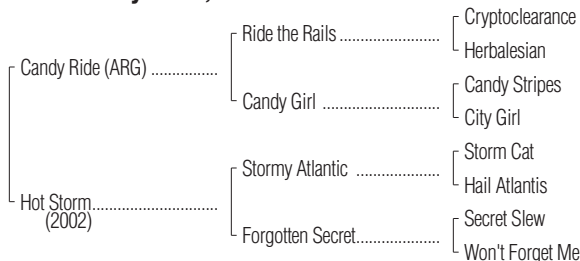 Cryptoclearance
Ride the Rails ....................
Herbalesian
Candy Ride (ARG) ................
Candy Stripes
Candy Girl ........................
City Girl
Storm Cat
Stormy Atlantic .................
Hail Atlantis
Hot Storm..........................
(2002)
Secret Slew
Forgotten Secret.................
Won't Forget Me